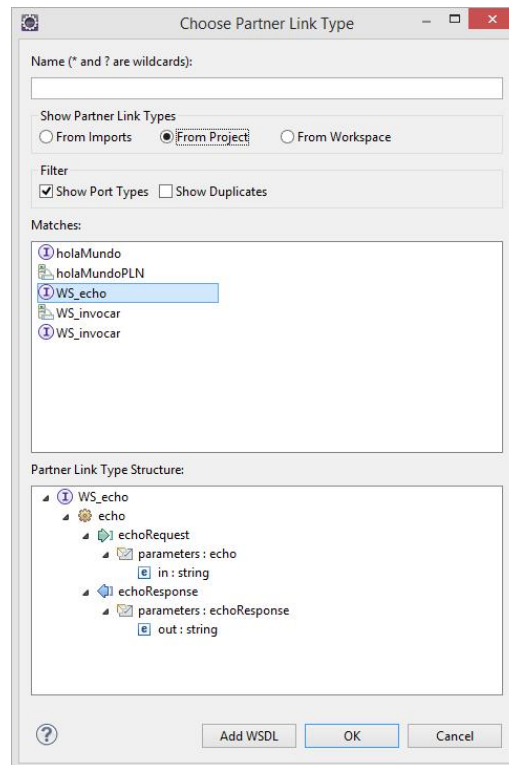 Choose Partner Link Type
Name (* and ? are wildcards):
Show Partner Link Types
From Imports From Project From Workspace
Filter
Show Port Types Show Duplicates
Matches:
holaMundo
holaMundoPLN
WS_echo
WS_invocar
WS_invocar
Partner Link Type Structure:
WS_echo
echo
echoRequest
parameters : echo
in : string
echoResponse
parameters : echoResponse
out : string
Add WSDL OK Cancel